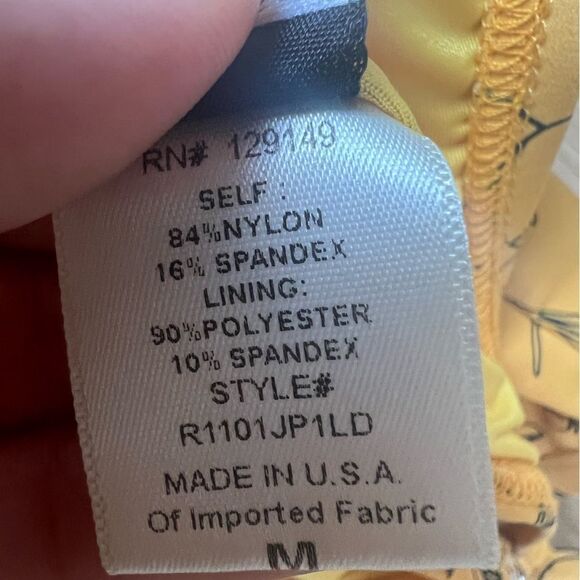 RN# 129149
SELF :
84%NYLON
16% SPANDEX
LINING:
90%POLYESTER
10% SPANDEX
STYLE#
R1101JP1LD
MADE IN U.S.A.
Of Imported Fabric
M